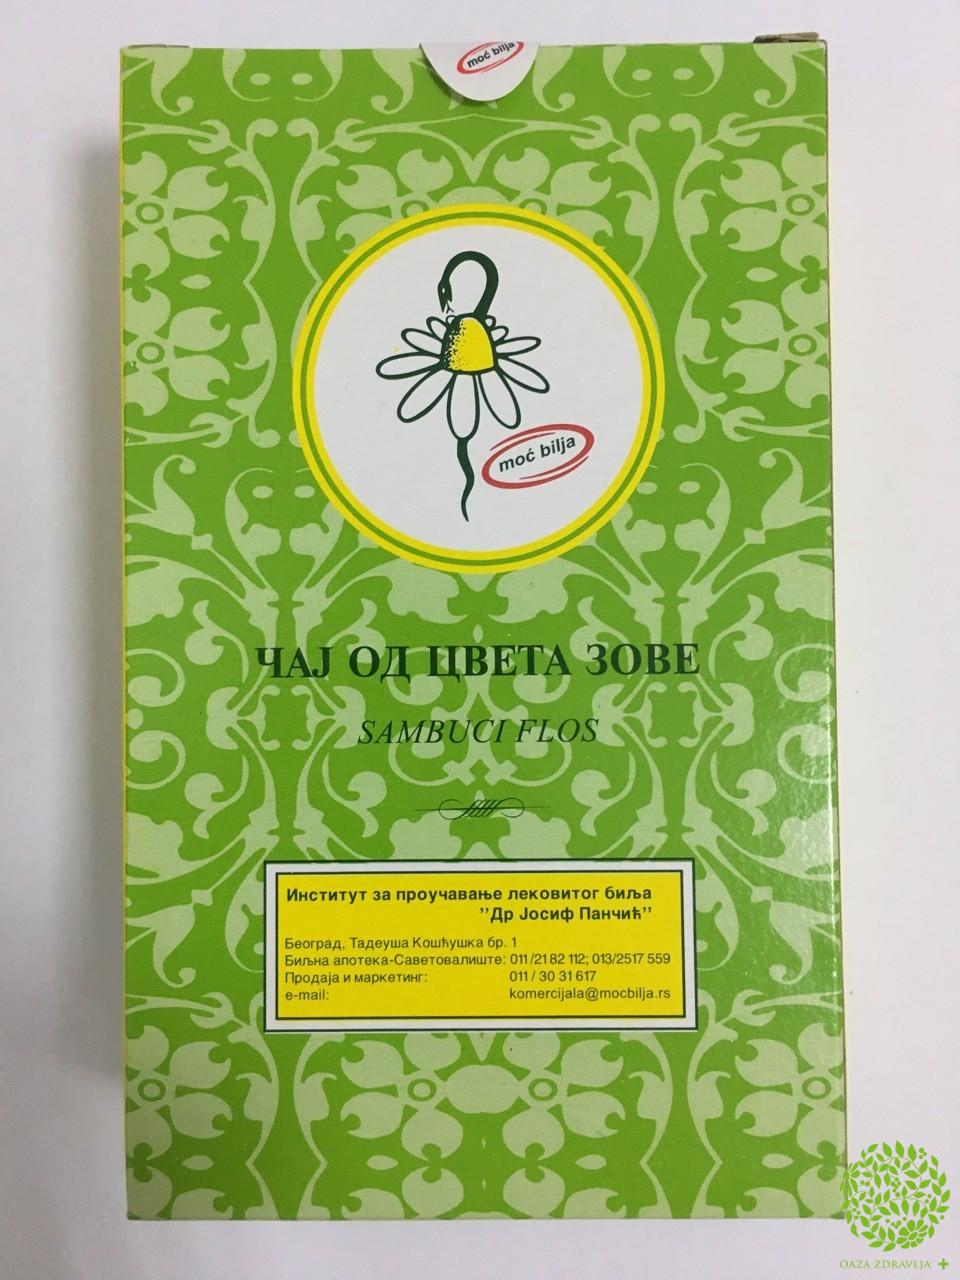 moć bilja
moć bilja
ЧАЈ ОД ЦВЕТА ЗОВЕ
SAMBUCI FLOS
Институт за проучавање лековитог биља
’’Др Јосиф Панчић’’
Београд, Тадеуша Кошћушка бр. 1
Биљна апотека-Саветовалиште: 011/21 82 112; 013/2517 559
Продаја и маркетинг: 011 / 30 31 617
e-mail: komercijala@mocbilja.rs
OAZA ZDRAVLJA +